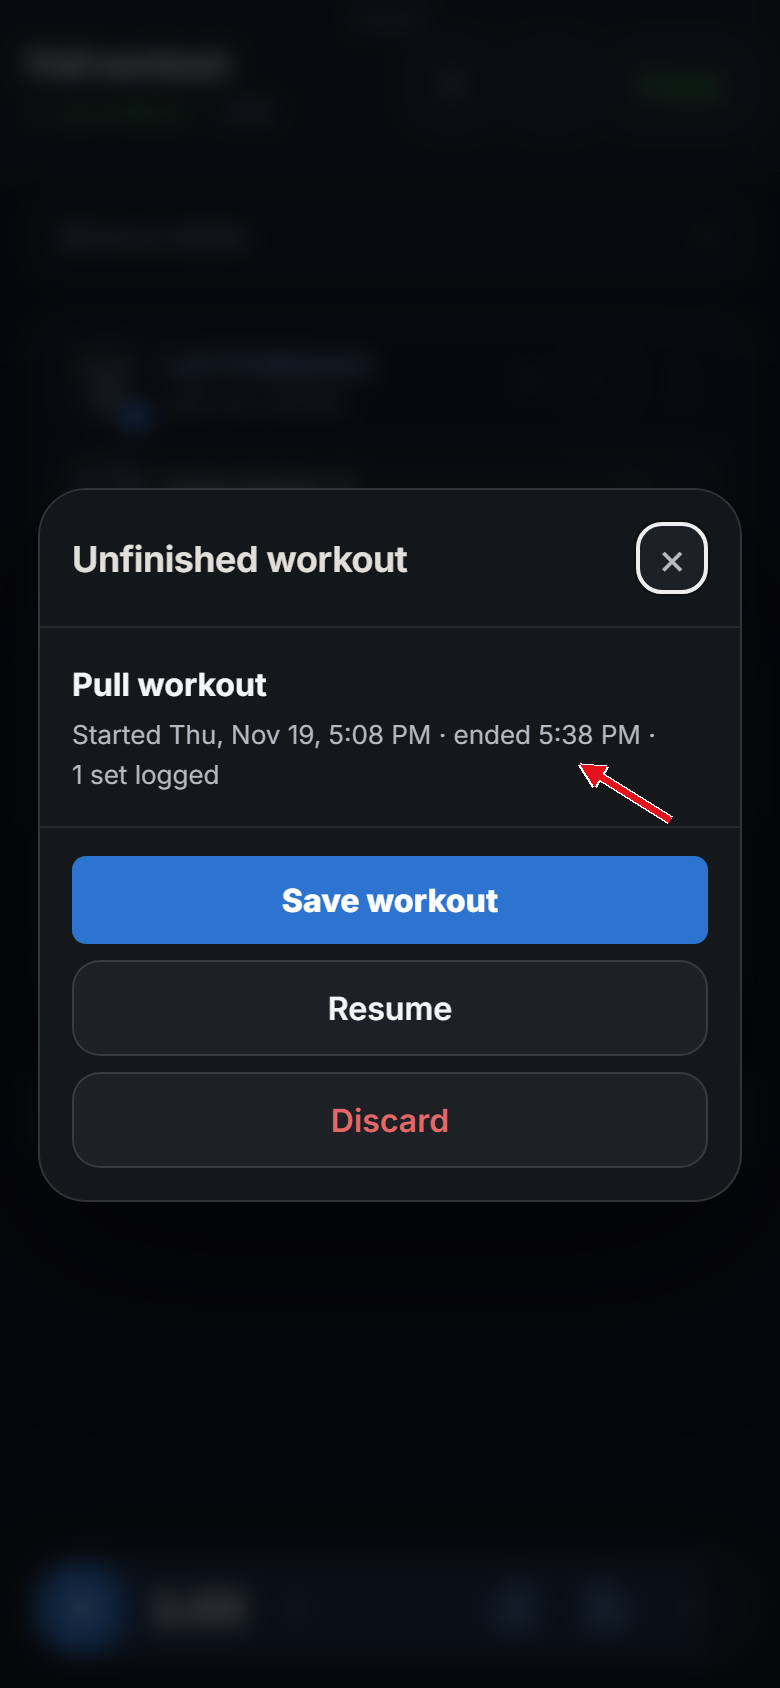 Unfinished workout
Pull workout
Started Thu, Nov 19, 5:08 PM · ended 5:38 PM ·
1 set logged
Save workout
Resume
Discard